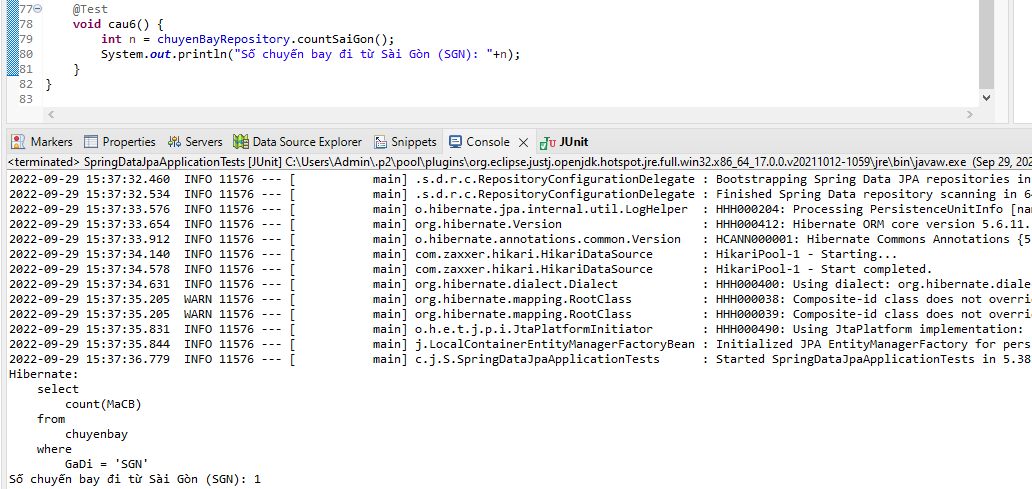 77 @Test
78 void cau6() {
79 int n = chuyenBayRepository.countSaiGon();
80 System.out.println("Số chuyến bay đi từ Sài Gòn (SGN): "+n);
81 }
82 }
83
Markers Properties Servers Data Source Explorer Snippets Console JUnit
<terminated> SpringDataJpaApplicationTests [JUnit] C:\Users\Admin\.p2\pool\plugins\org.eclipse.justj.openjdk.hotspot.jre.full.win32.x86_64_17.0.0.v20211012-1059\jre\bin\javaw.exe (Sep 29, 202
2022-09-29 15:37:32.460 INFO 11576 --- [ main] .s.d.r.c.RepositoryConfigurationDelegate : Bootstrapping Spring Data JPA repositories in
2022-09-29 15:37:32.534 INFO 11576 --- [ main] .s.d.r.c.RepositoryConfigurationDelegate : Finished Spring Data repository scanning in 6
2022-09-29 15:37:33.576 INFO 11576 --- [ main] o.hibernate.jpa.internal.util.LogHelper : HHH000204: Processing PersistenceUnitInfo [na
2022-09-29 15:37:33.654 INFO 11576 --- [ main] org.hibernate.Version : HHH000412: Hibernate ORM core version 5.6.11.
2022-09-29 15:37:33.912 INFO 11576 --- [ main] o.hibernate.annotations.common.Version : HCANN000001: Hibernate Commons Annotations {5
2022-09-29 15:37:34.140 INFO 11576 --- [ main] com.zaxxer.hikari.HikariDataSource : HikariPool-1 - Starting...
2022-09-29 15:37:34.578 INFO 11576 --- [ main] com.zaxxer.hikari.HikariDataSource : HikariPool-1 - Start completed.
2022-09-29 15:37:34.631 INFO 11576 --- [ main] org.hibernate.dialect.Dialect : HHH000400: Using dialect: org.hibernate.diale
2022-09-29 15:37:35.205 WARN 11576 --- [ main] org.hibernate.mapping.RootClass : HHH000038: Composite-id class does not overri
2022-09-29 15:37:35.205 WARN 11576 --- [ main] org.hibernate.mapping.RootClass : HHH000039: Composite-id class does not overri
2022-09-29 15:37:35.831 INFO 11576 --- [ main] o.h.e.t.j.p.i.JtaPlatformInitiator : HHH000490: Using JtaPlatform implementation:
2022-09-29 15:37:35.844 INFO 11576 --- [ main] j.LocalContainerEntityManagerFactoryBean : Initialized JPA EntityManagerFactory for pers
2022-09-29 15:37:36.779 INFO 11576 --- [ main] c.j.S.SpringDataJpaApplicationTests : Started SpringDataJpaApplicationTests in 5.38
Hibernate:
select
count(MaCB)
from
chuyenbay
where
GaDi = 'SGN'
Số chuyến bay đi từ Sài Gòn (SGN): 1